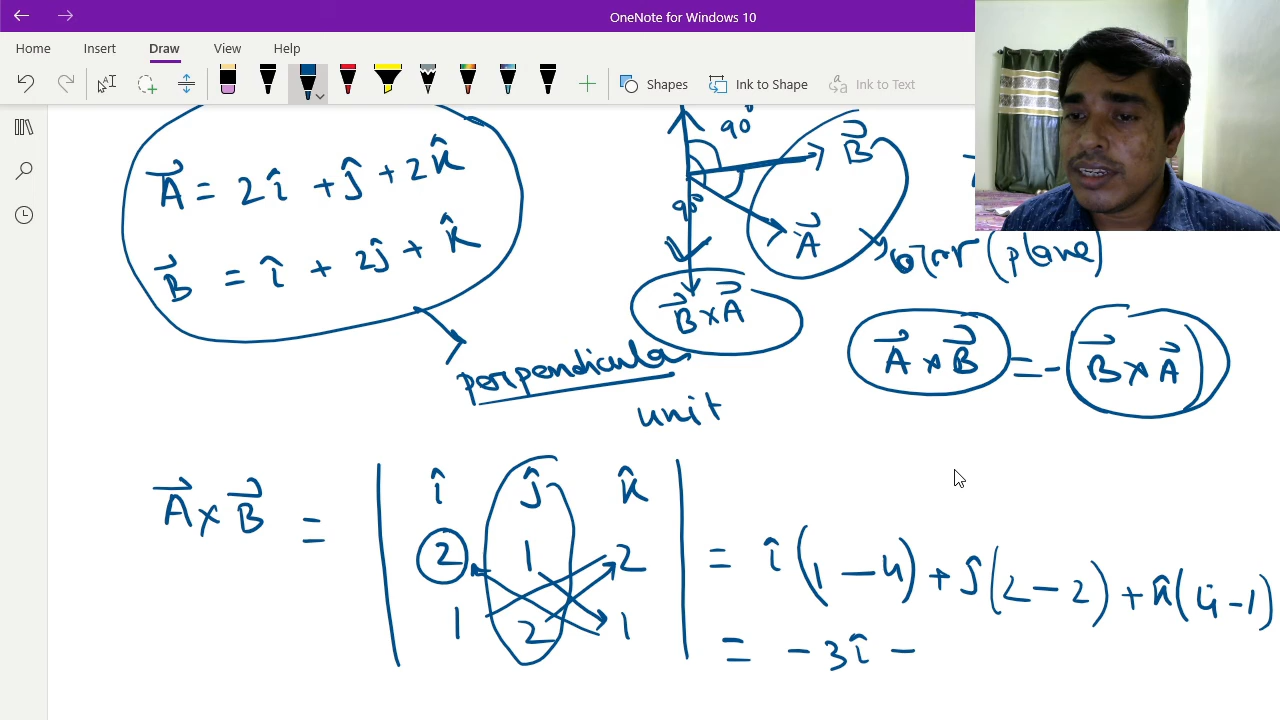 OneNote for Windows 10
Home Insert Draw View Help
Shapes Ink to Shape Ink to Text
A⃗ = 2î + ĵ + 2k̂
B⃗ = î + 2ĵ + k̂
90°
B⃗
90°
A⃗
(plane)
B⃗ × A⃗
A⃗ × B⃗ = - B⃗ × A⃗
perpendicular
unit
A⃗ × B⃗ = | î ĵ k̂ |
2 1 2 = î (1 - 4) + ĵ (2 - 2) + k̂ (4 - 1)
1 2 1
= - 3î -